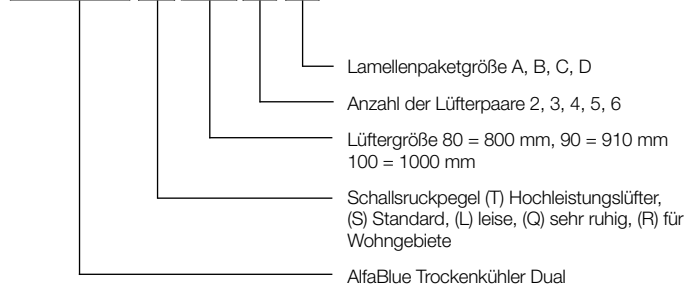 Lamellenpaketgröße A, B, C, D
Anzahl der Lüfterpaare 2, 3, 4, 5, 6
Lüftergröße 80 = 800 mm, 90 = 910 mm
100 = 1000 mm
Schallsruckpegel (T) Hochleistungslüfter,
(S) Standard, (L) leise, (Q) sehr ruhig, (R) für
Wohngebiete
AlfaBlue Trockenkühler Dual